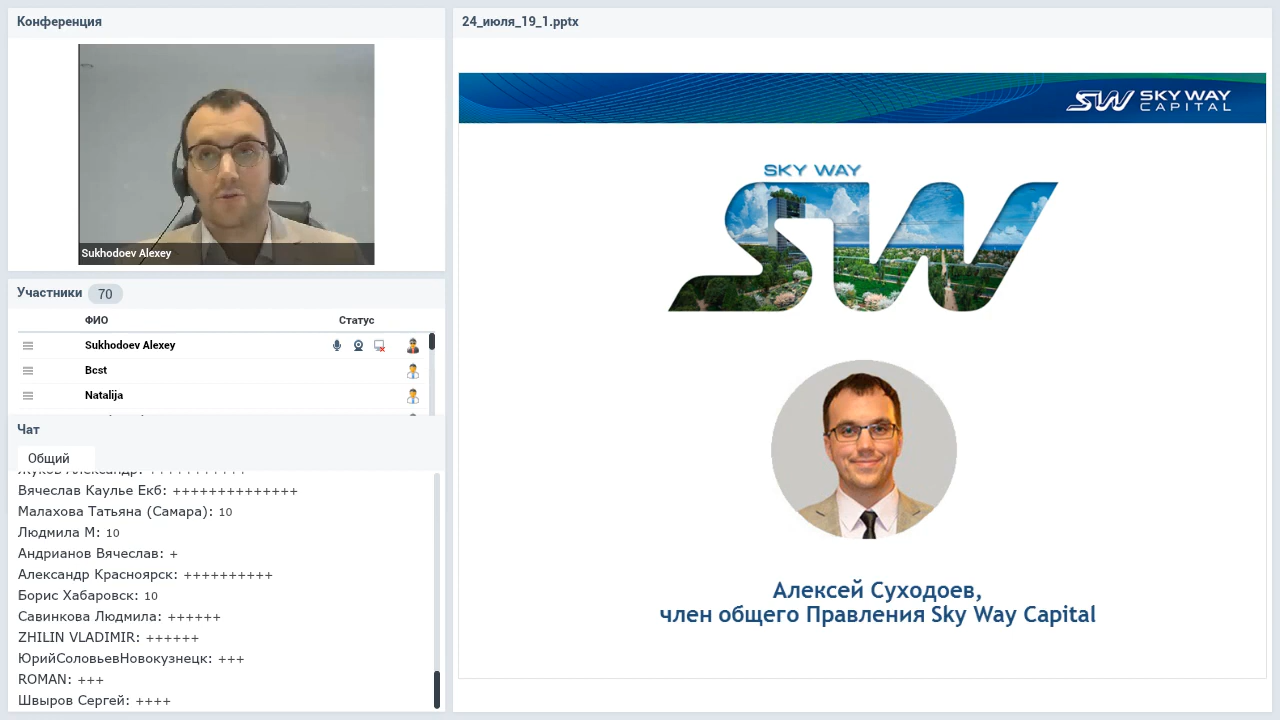 Конференция
Sukhodoev Alexey
Участники 70
ФИО Статус
Sukhodoev Alexey
Bcst
Natalija
Чат
Общий
Вячеслав Каулье Екб: ++++++++++++++
Малахова Татьяна (Самара): 10
Людмила М: 10
Андрианов Вячеслав: +
Александр Красноярск: ++++++++++
Борис Хабаровск: 10
Савинкова Людмила: ++++++
ZHILIN VLADIMIR: ++++++
ЮрийСоловьевНовокузнецк: +++
ROMAN: +++
Швыров Сергей: ++++
24_июля_19_1.pptx
SW SKY WAY
CAPITAL
SKY WAY
SW
Алексей Суходоев,
член общего Правления Sky Way Capital